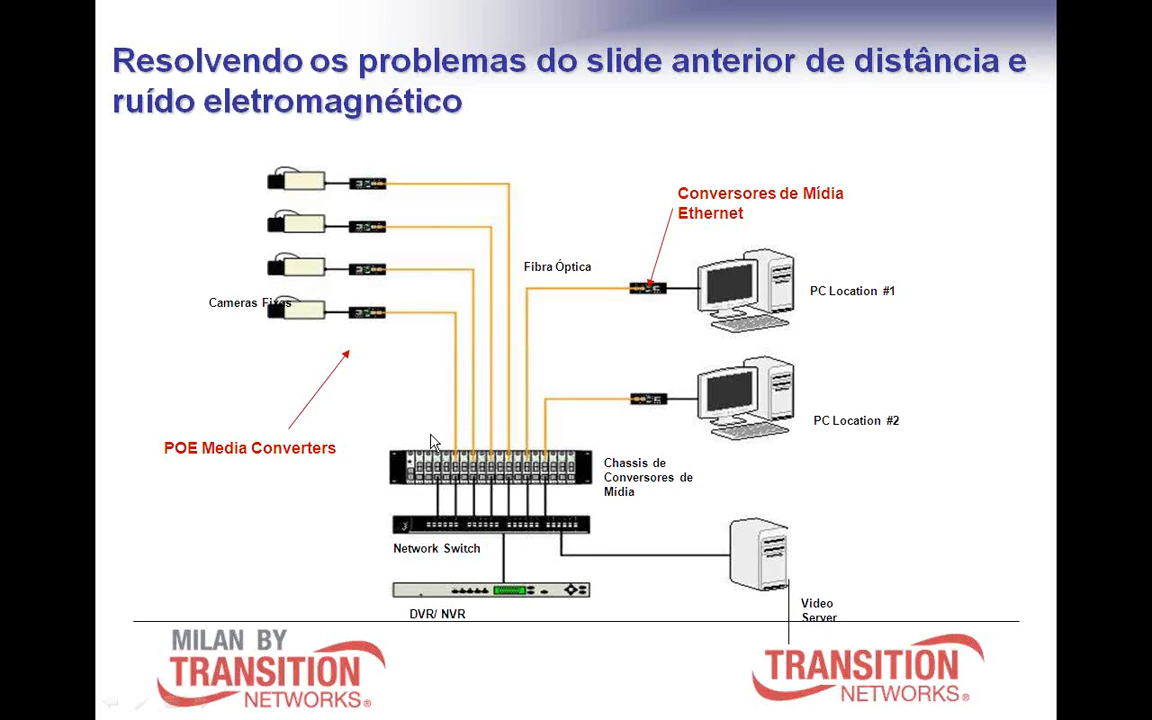 Resolvendo os problemas do slide anterior de distância e
ruído eletromagnético
Conversores de Mídia
Ethernet
Fibra Óptica
PC Location #1
Cameras Fixas
PC Location #2
POE Media Converters
Chassis de
Conversores de
Mídia
Network Switch
DVR/ NVR
Video
Server
MILAN BY
TRANSITION
NETWORKS®
TRANSITION
NETWORKS®